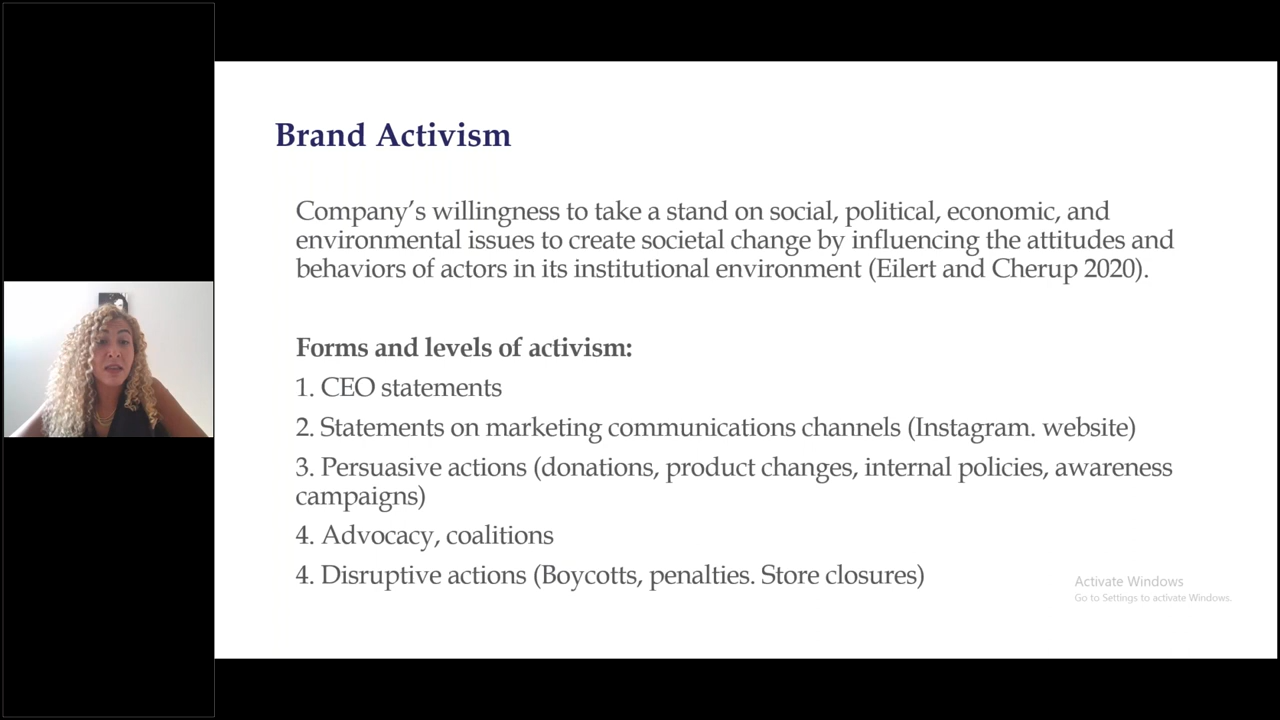 Brand Activism
Company’s willingness to take a stand on social, political, economic, and
environmental issues to create societal change by influencing the attitudes and
behaviors of actors in its institutional environment (Eilert and Cherup 2020).
Forms and levels of activism:
1. CEO statements
2. Statements on marketing communications channels (Instagram. website)
3. Persuasive actions (donations, product changes, internal policies, awareness
campaigns)
4. Advocacy, coalitions
4. Disruptive actions (Boycotts, penalties. Store closures)
Activate Windows
Go to Settings to activate Windows.